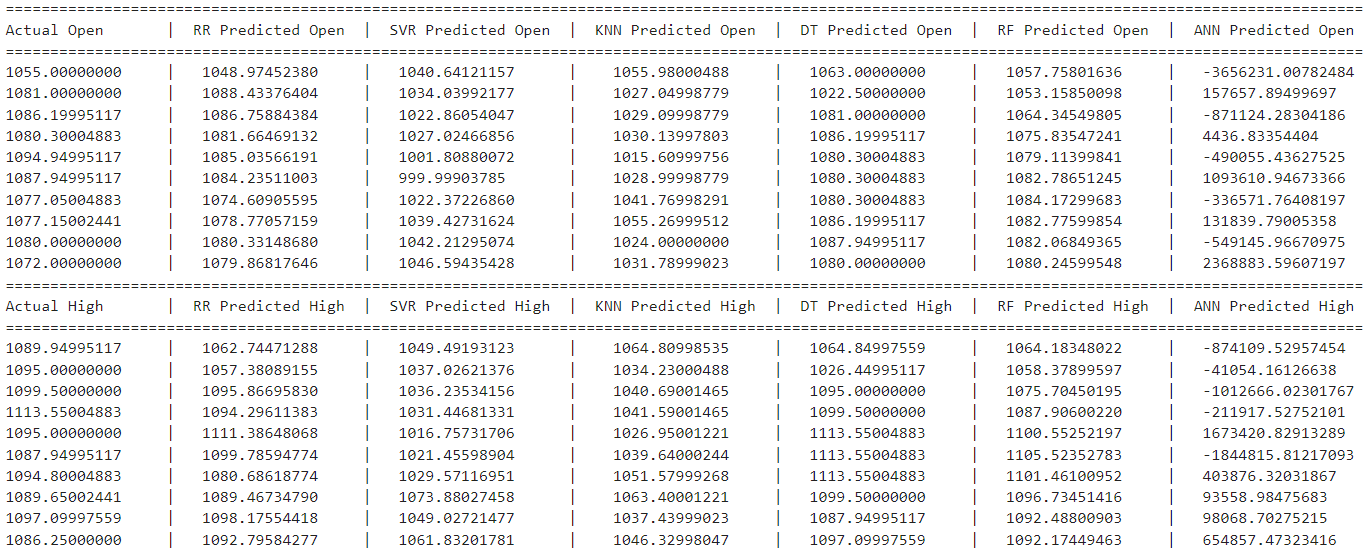 =======================================================================================================================================================
Actual Open | RR Predicted Open | SVR Predicted Open | KNN Predicted Open | DT Predicted Open | RF Predicted Open | ANN Predicted Open
=======================================================================================================================================================
1055.00000000 | 1048.97452380 | 1040.64121157 | 1055.98000488 | 1063.00000000 | 1057.75801636 | -3656231.00782484
1081.00000000 | 1088.43376404 | 1034.03992177 | 1027.04998779 | 1022.50000000 | 1053.15850098 | 157657.89499697
1086.19995117 | 1086.75884384 | 1022.86054047 | 1029.09998779 | 1081.00000000 | 1064.34549805 | -871124.28304186
1080.30004883 | 1081.66469132 | 1027.02466856 | 1030.13997803 | 1086.19995117 | 1075.83547241 | 4436.83354404
1094.94995117 | 1085.03566191 | 1001.80880072 | 1015.60999756 | 1080.30004883 | 1079.11399841 | -490055.43627525
1087.94995117 | 1084.23511003 | 999.99903785 | 1028.99998779 | 1080.30004883 | 1082.78651245 | 1093610.94673366
1077.05004883 | 1074.60905595 | 1022.37226860 | 1041.76998291 | 1080.30004883 | 1084.17299683 | -336571.76408197
1077.15002441 | 1078.77057159 | 1039.42731624 | 1055.26999512 | 1086.19995117 | 1082.77599854 | 131839.79005358
1080.00000000 | 1080.33148680 | 1042.21295074 | 1024.00000000 | 1087.94995117 | 1082.06849365 | -549145.96670975
1072.00000000 | 1079.86817646 | 1046.59435428 | 1031.78999023 | 1080.00000000 | 1080.24599548 | 2368883.59607197
=======================================================================================================================================================
Actual High | RR Predicted High | SVR Predicted High | KNN Predicted High | DT Predicted High | RF Predicted High | ANN Predicted High
=======================================================================================================================================================
1089.94995117 | 1062.74471288 | 1049.49193123 | 1064.80998535 | 1064.84997559 | 1064.18348022 | -874109.52957454
1095.00000000 | 1057.38089155 | 1037.02621376 | 1034.23000488 | 1026.44995117 | 1058.37899597 | -41054.16126638
1099.50000000 | 1095.86695830 | 1036.23534156 | 1040.69001465 | 1095.00000000 | 1075.70450195 | -1012666.02301767
1113.55004883 | 1094.29611383 | 1031.44681331 | 1041.59001465 | 1099.50000000 | 1087.90600220 | -211917.52752101
1095.00000000 | 1111.38648068 | 1016.75731706 | 1026.95001221 | 1113.55004883 | 1100.55252197 | 1673420.82913289
1087.94995117 | 1099.78594774 | 1021.45598904 | 1039.64000244 | 1113.55004883 | 1105.52352783 | -1844815.81217093
1094.80004883 | 1080.68618774 | 1029.57116951 | 1051.57999268 | 1113.55004883 | 1101.46100952 | 403876.32031867
1089.65002441 | 1089.46734790 | 1073.88027458 | 1063.40001221 | 1099.50000000 | 1096.73451416 | 93558.98475683
1097.09997559 | 1098.17554418 | 1049.02721477 | 1037.43999023 | 1087.94995117 | 1092.48800903 | 98068.70275215
1086.25000000 | 1092.79584277 | 1061.83201781 | 1046.32998047 | 1097.09997559 | 1092.17449463 | 654857.47323416